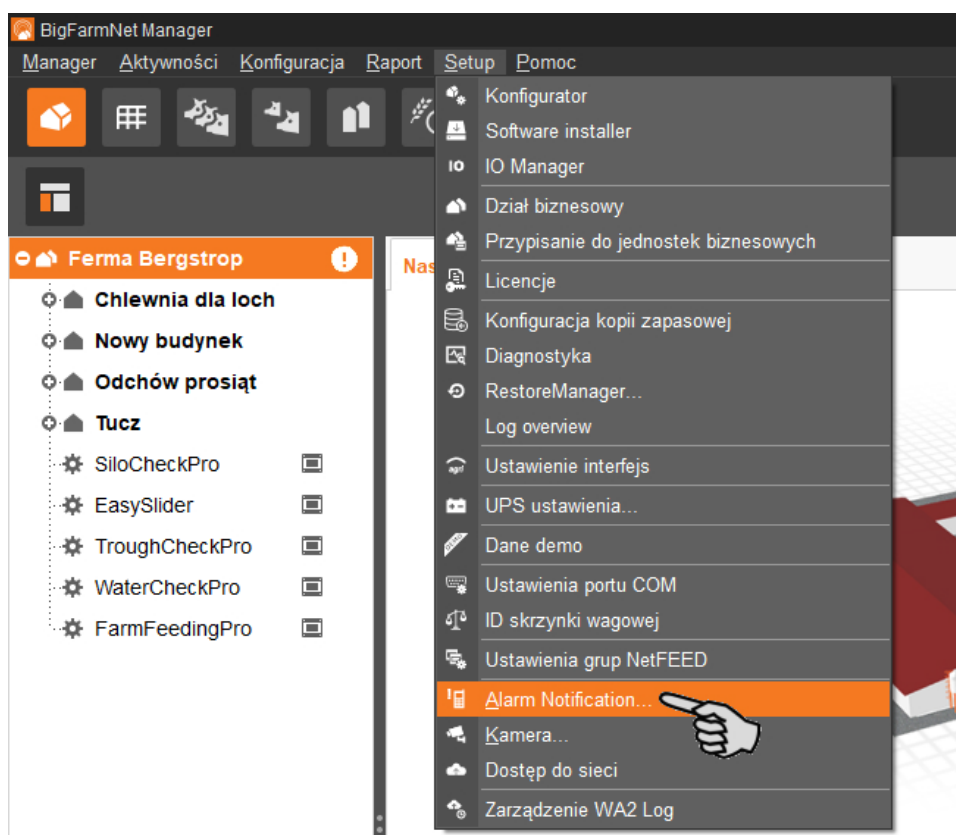 BigFarmNet Manager
Manager Aktywności Konfiguracja Raport Setup Pomoc
Konfigurator
Software installer
IO IO Manager
Dział biznesowy
Przypisanie do jednostek biznesowych
Licencje
Konfiguracja kopii zapasowej
Diagnostyka
RestoreManager...
Log overview
Ustawienie interfejs
UPS ustawienia...
DEMO Dane demo
Ustawienia portu COM
ID skrzynki wagowej
Ustawienia grup NetFEED
Alarm Notification...
Kamera...
Dostęp do sieci
Zarządzenie WA2 Log
Ferma Bergstrop
Chlewnia dla loch
Nowy budynek
Odchów prosiąt
Tucz
SiloCheckPro
EasySlider
TroughCheckPro
WaterCheckPro
FarmFeedingPro
Nas